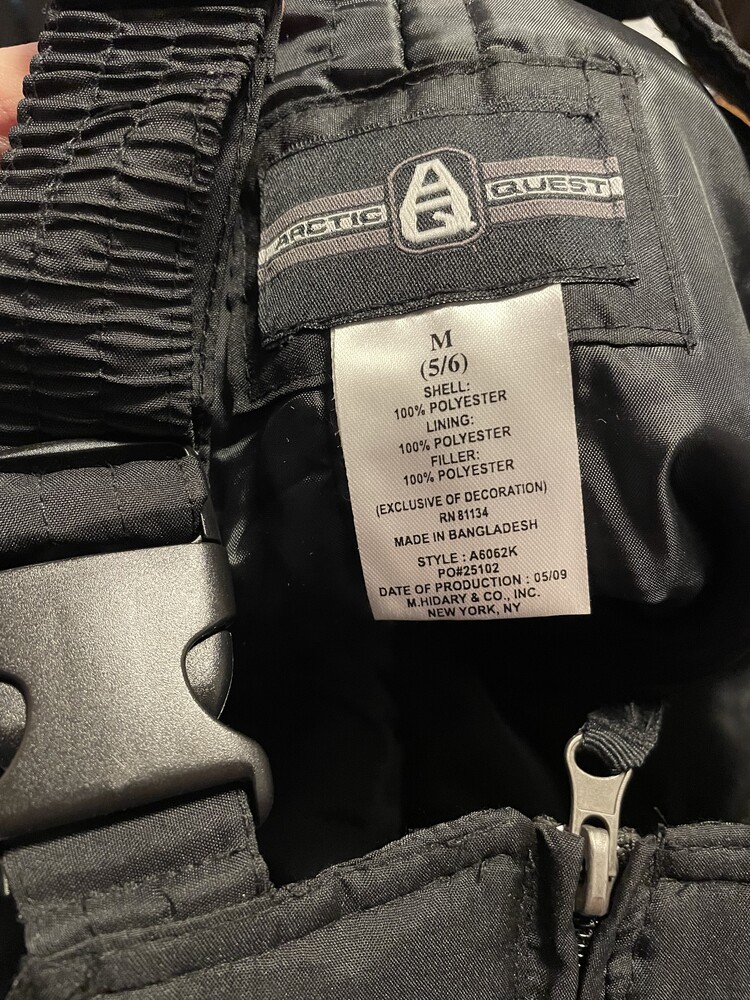 ARCTIC AQ QUEST
M
(5/6)
SHELL:
100% POLYESTER
LINING:
100% POLYESTER
FILLER:
100% POLYESTER
(EXCLUSIVE OF DECORATION)
RN 81134
MADE IN BANGLADESH
STYLE : A6062K
PO#25102
DATE OF PRODUCTION : 05/09
M.HIDARY & CO., INC.
NEW YORK, NY